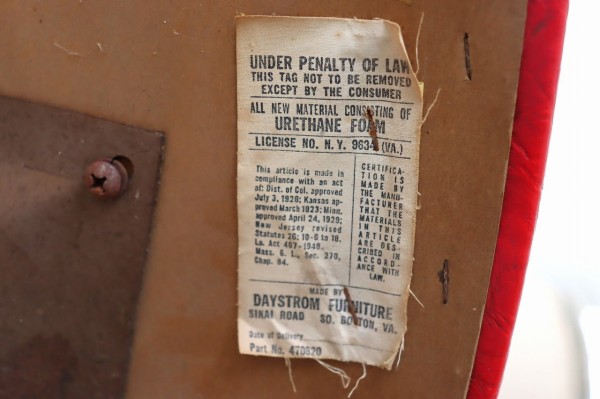 UNDER PENALTY OF LAW
THIS TAG NOT TO BE REMOVED
EXCEPT BY THE CONSUMER
ALL NEW MATERIAL CONSISTING OF
URETHANE FOAM
LICENSE NO. N.Y. 9634 (VA.)
This article is made in
compliance with an act
of: Dist. of Col. approved
July 3, 1926; Kansas ap-
proved March 1923; Minn.
approved April 24, 1929;
New Jersey revised
Statutes 26; 10-6 to 18.
La. Act 467-1948.
Mass. G. L., Sec. 270,
Chap. 94.
CERTIFICA-
TION IS
MADE BY
THE MANU-
FACTURER
THAT THE
MATERIALS
IN THIS
ARTICLE
ARE DES-
CRIBED IN
ACCORD-
ANCE WITH
LAW.
MADE BY
DAYSTROM FURNITURE
SINAI ROAD SO. BOSTON, VA.
Date of Delivery
Part No. 470820